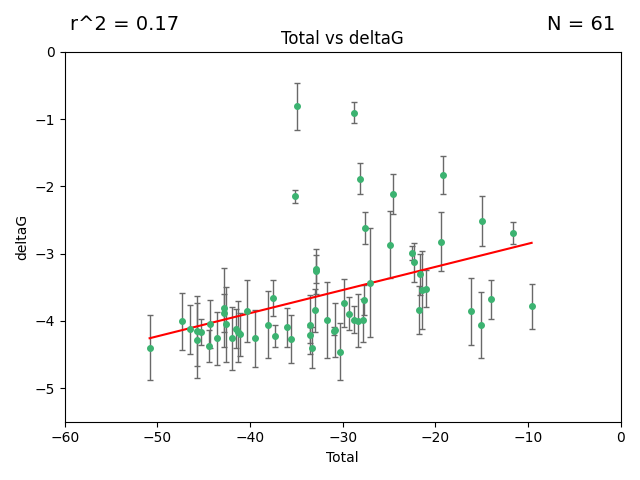 r^2 = 0.17
N = 61
Total vs deltaG
0
−1
−2
−3
−4
−5
deltaG
−60
−50
−40
−30
−20
−10
0
Total